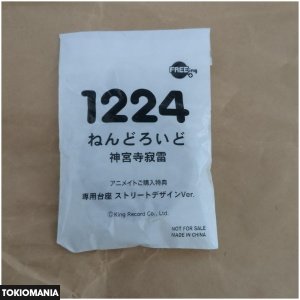 FREEing
1224
ねんどろいど
神宮寺寂雷
アニメイトご購入特典
専用台座 ストリートデザインVer.
©King Record Co., Ltd.
NOT FOR SALE
MADE IN CHINA
TOKIOMANIA